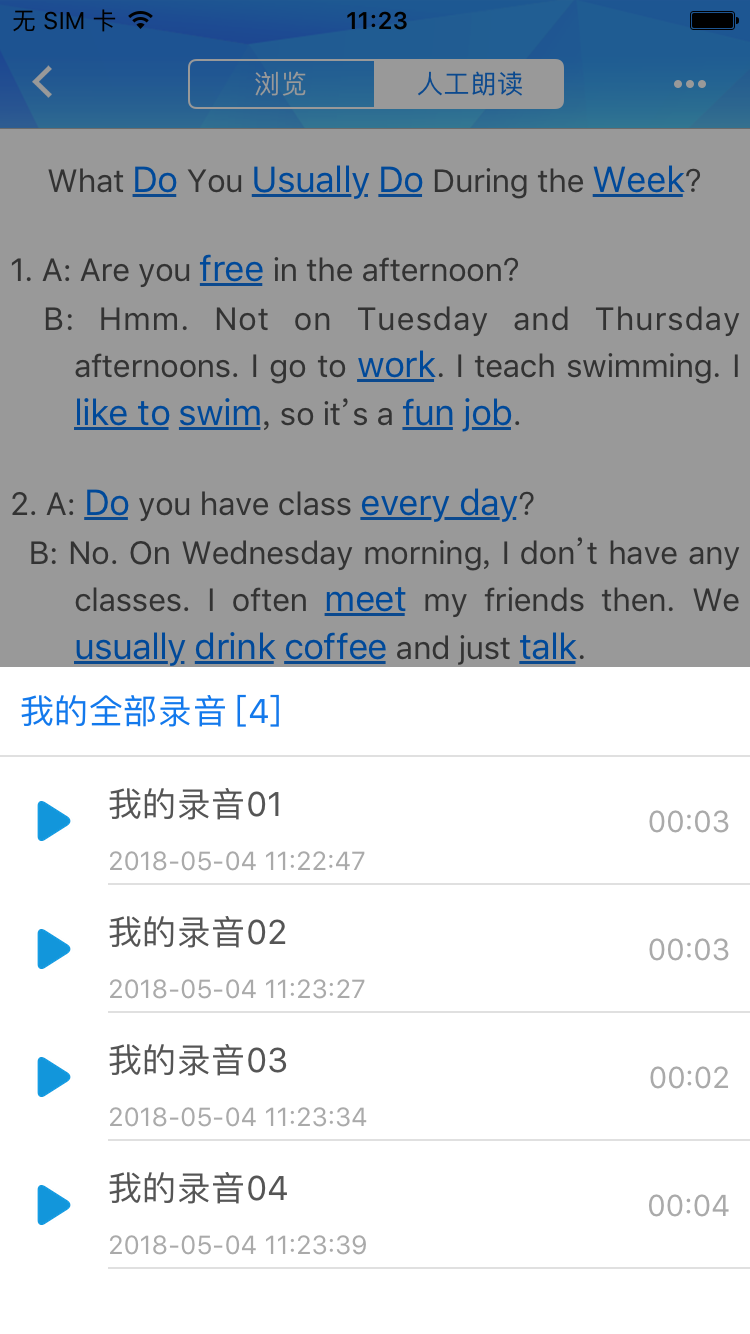 无 SIM 卡 11:23
浏览 人工朗读
What Do You Usually Do During the Week?
1. A: Are you free in the afternoon?
B: Hmm. Not on Tuesday and Thursday
afternoons. I go to work. I teach swimming. I
like to swim, so it’s a fun job.
2. A: Do you have class every day?
B: No. On Wednesday morning, I don’t have any
classes. I often meet my friends then. We
usually drink coffee and just talk.
我的全部录音 [4]
我的录音01
00:03
2018-05-04 11:22:47
我的录音02
00:03
2018-05-04 11:23:27
我的录音03
00:02
2018-05-04 11:23:34
我的录音04
00:04
2018-05-04 11:23:39